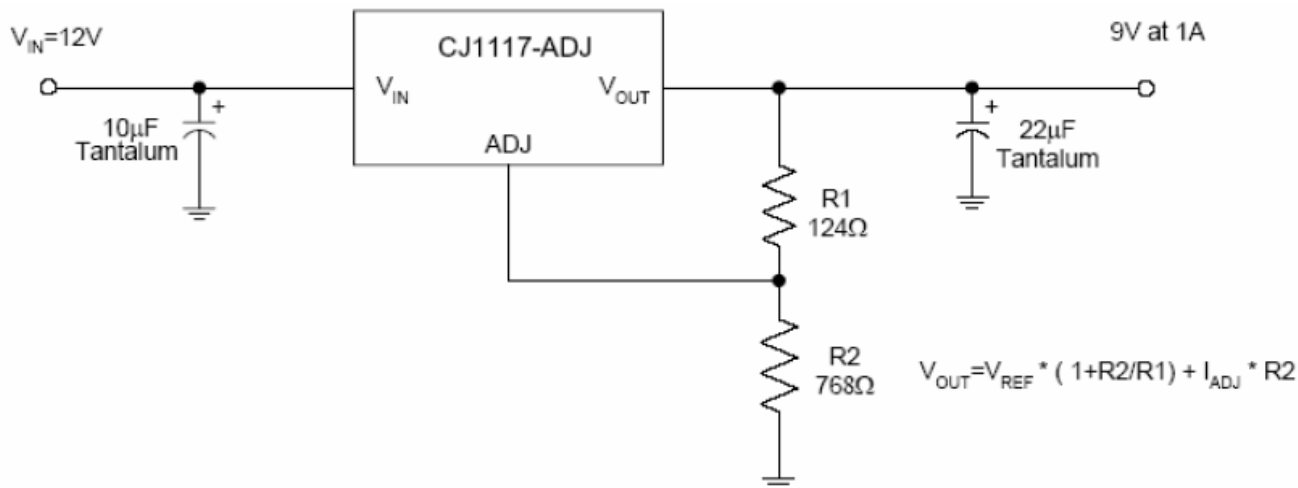 V_IN=12V
CJ1117-ADJ
9V at 1A
V_IN
V_OUT
ADJ
+
10μF
Tantalum
+
22μF
Tantalum
R1
124Ω
R2
768Ω
V_OUT=V_REF * ( 1+R2/R1) + I_ADJ * R2